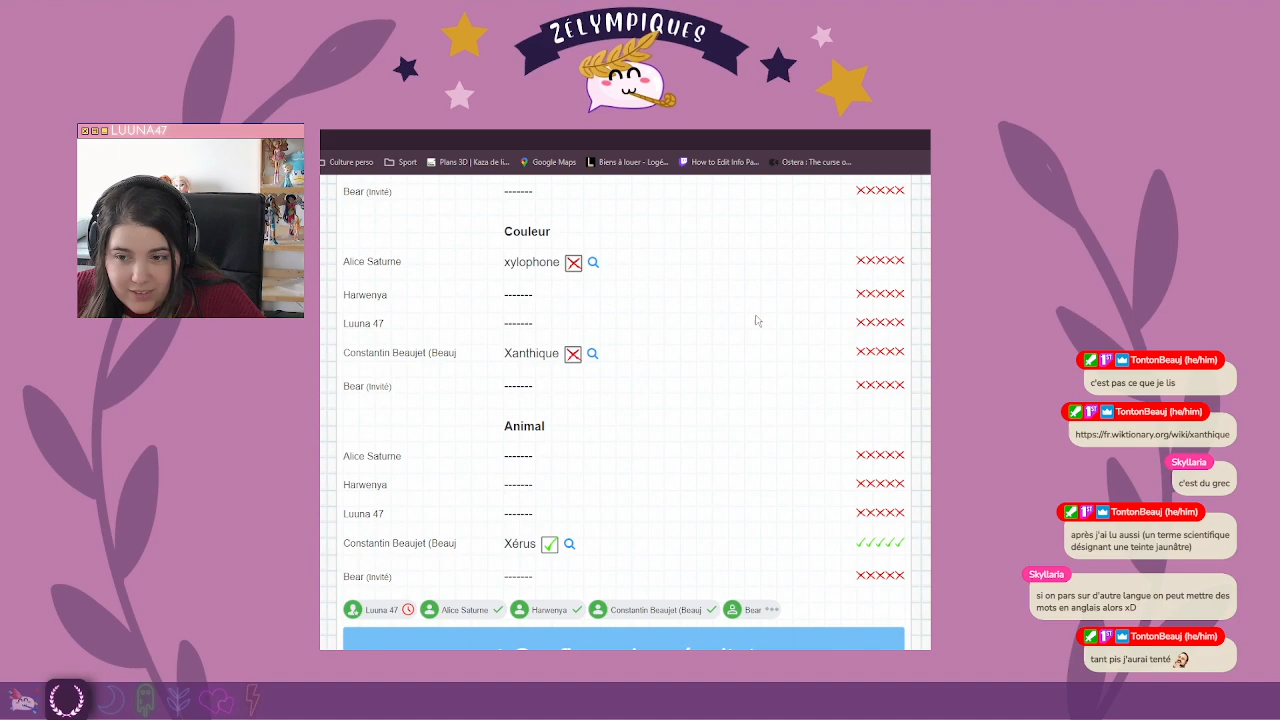 ZÉLYMPIQUES
LUUNA47
Culture perso
Sport
Plans 3D | Kaza de li...
Google Maps
Biens à louer - Logé...
How to Edit Info Pa...
Ostera : The curse o...
Bear (Invité)
-------
Couleur
Alice Saturne
xylophone
Harwenya
-------
Luuna 47
-------
Constantin Beaujet (Beauj
Xanthique
Bear (Invité)
-------
Animal
Alice Saturne
-------
Harwenya
-------
Luuna 47
-------
Constantin Beaujet (Beauj
Xérus
Bear (Invité)
-------
Luuna 47
Alice Saturne
Harwenya
Constantin Beaujet (Beauj
Bear
TontonBeauj (he/him)
c'est pas ce que je lis
TontonBeauj (he/him)
https://fr.wiktionary.org/wiki/xanthique
Skyllaria
c'est du grec
TontonBeauj (he/him)
après j'ai lu aussi (un terme scientifique
désignant une teinte jaunâtre)
Skyllaria
si on pars sur d'autre langue on peut mettre des
mots en anglais alors xD
TontonBeauj (he/him)
tant pis j'aurai tenté